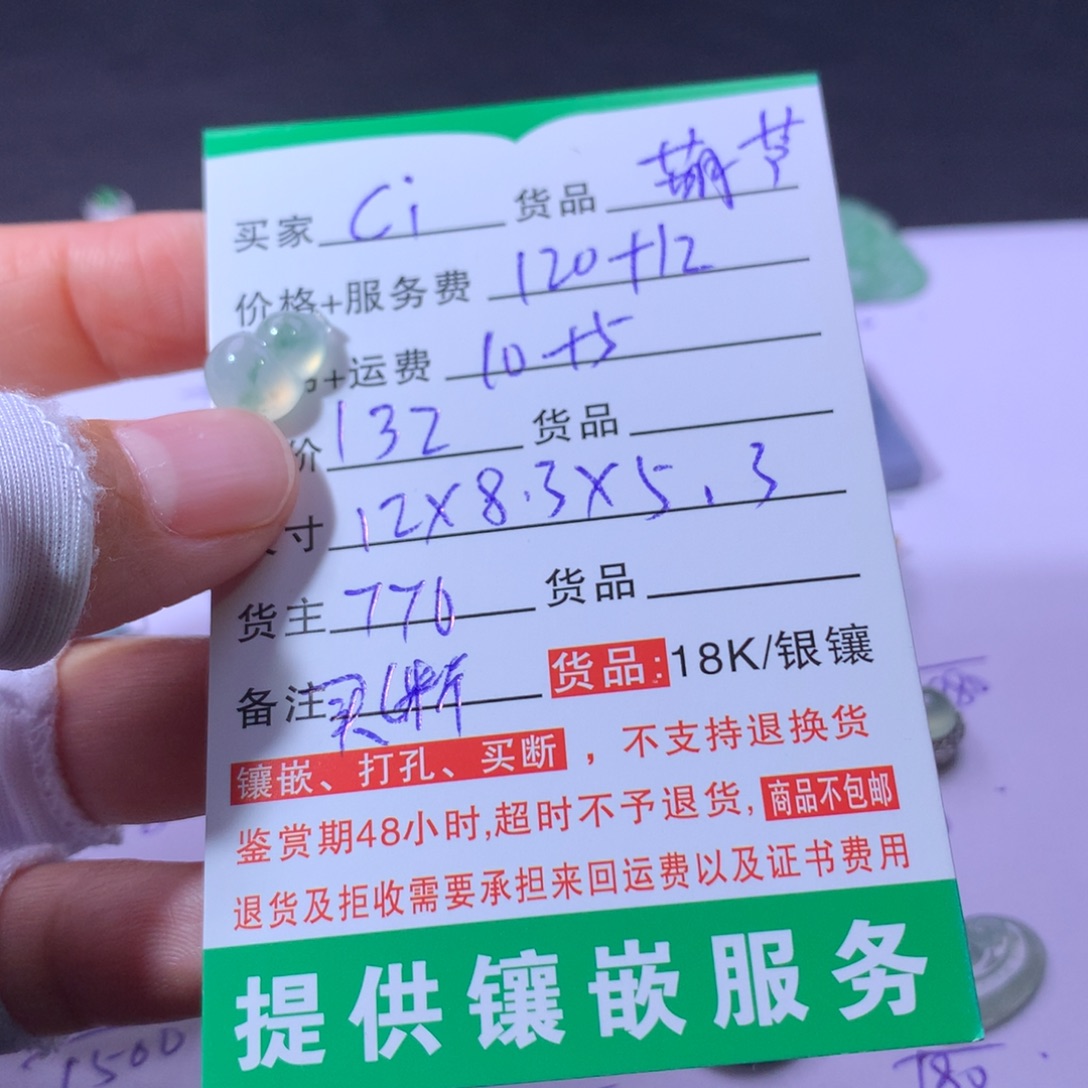 买家 Ci 货品 葫芦
价格+服务费 120+12
+运费 10+5
价 132 货品
寸 12X8.3X5.3
货主 776 货品
备注 买断 货品:18K/银镶
镶嵌、打孔、买断，不支持退换货
鉴赏期48小时,超时不予退货,商品不包邮
退货及拒收需要承担来回运费以及证书费用
提供镶嵌服务
1500
180